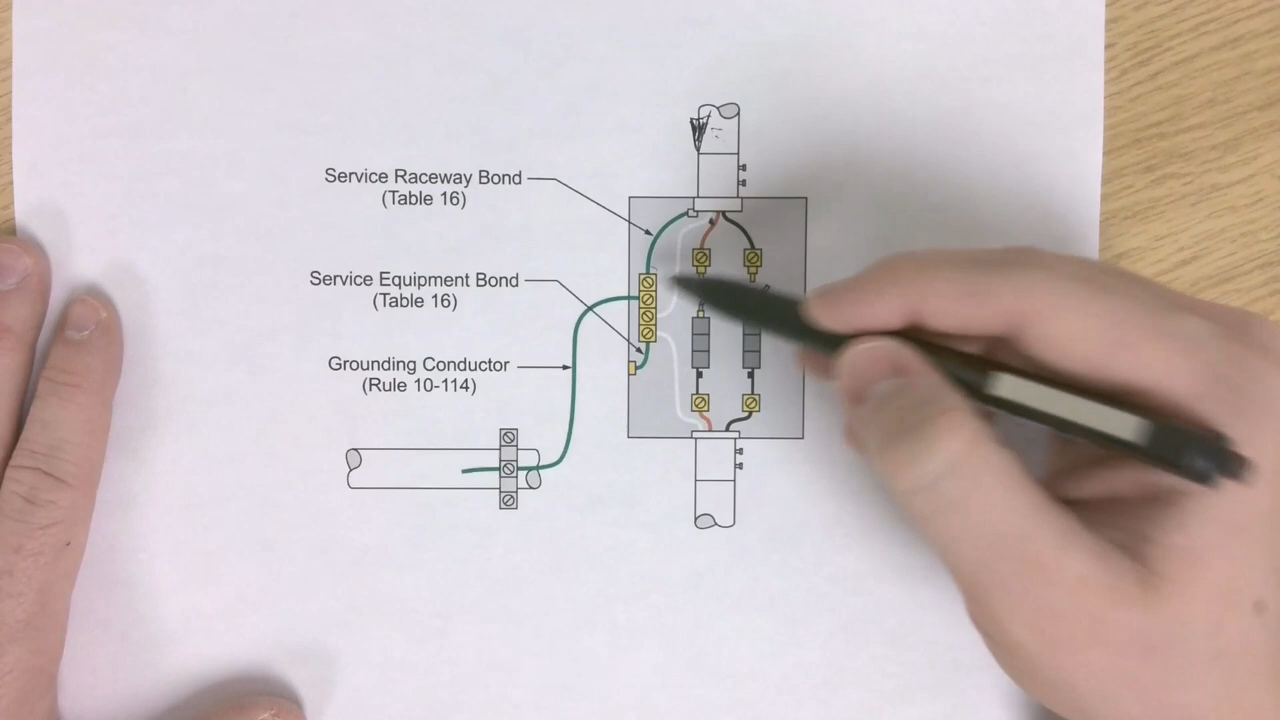 Service Raceway Bond
(Table 16)
Service Equipment Bond
(Table 16)
Grounding Conductor
(Rule 10-114)